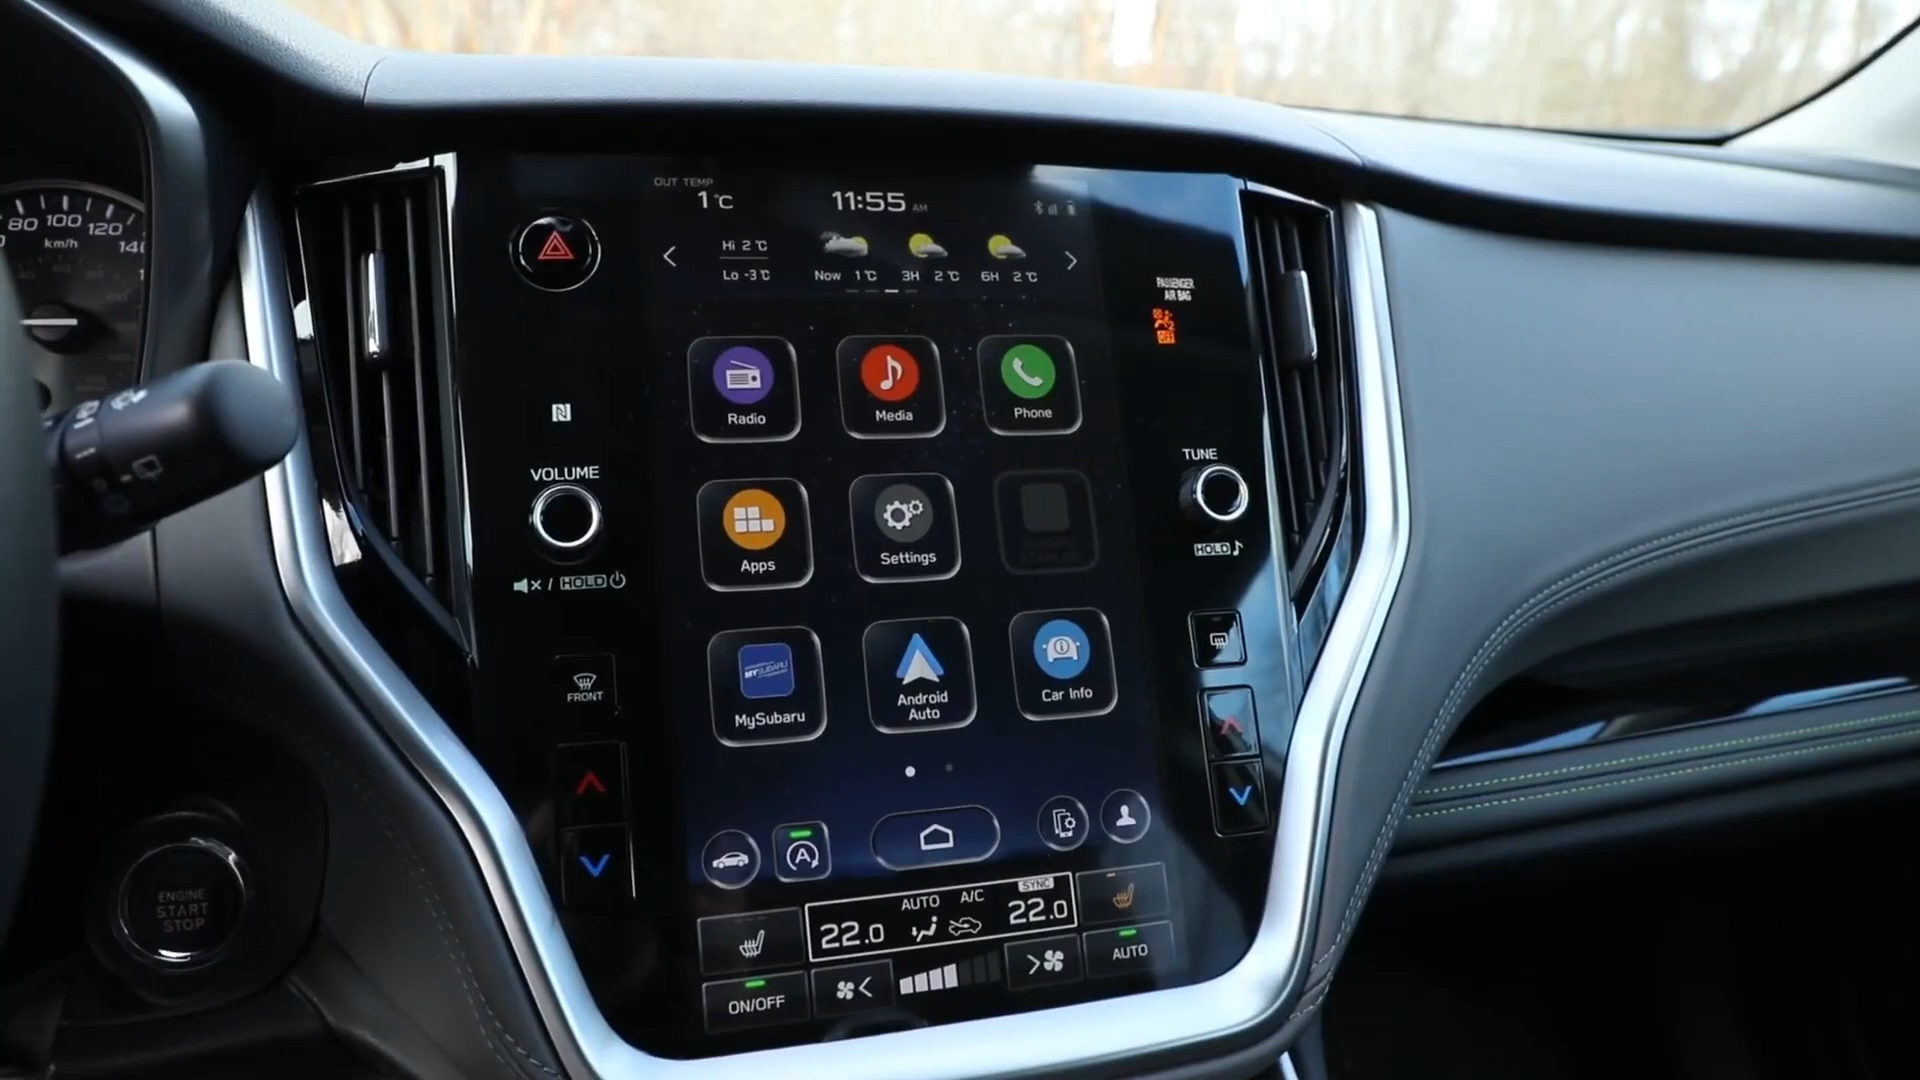 80 100 120 140
km/h
OUT TEMP
1°C
11:55 AM
Hi 2°C
Lo -3°C
Now 1°C
3H 2°C
6H 2°C
PASSENGER
AIR BAG
OFF
Radio
Media
Phone
VOLUME
TUNE
HOLD
/ HOLD
Apps
Settings
FRONT
MYSUBARU
MySubaru
Android
Auto
Car Info
A
ENGINE
START
STOP
AUTO A/C SYNC
22.0
22.0
ON/OFF
AUTO